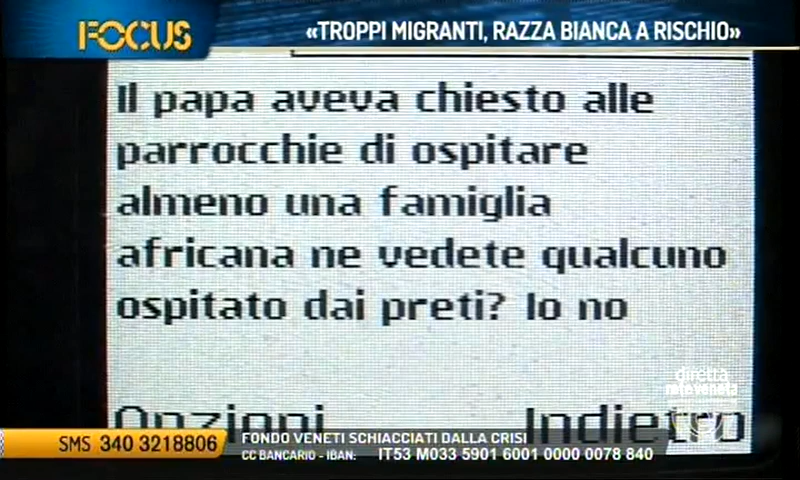 FOCUS
«TROPPI MIGRANTI, RAZZA BIANCA A RISCHIO»
Il papa aveva chiesto alle
parrocchie di ospitare
almeno una famiglia
africana ne vedete qualcuno
ospitato dai preti? Io no
diretta
reteveneta
Opzioni Indietro
SMS 340 3218806
FONDO VENETI SCHIACCIATI DALLA CRISI
CC BANCARIO - IBAN: IT53 M033 5901 6001 0000 0078 840